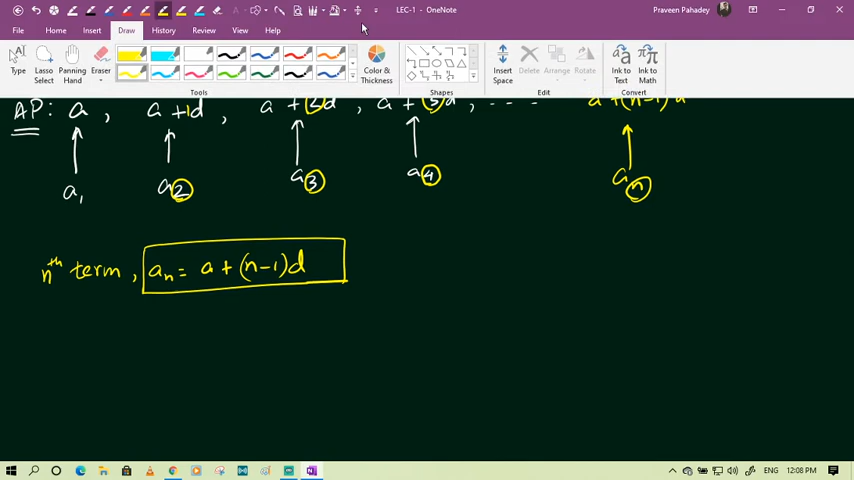 LEC-1 - OneNote
Praveen Pahadey
File Home Insert Draw History Review View Help
Type
Lasso Select
Panning Hand
Eraser
Color & Thickness
Insert Space
Delete
Arrange
Rotate
Ink to Text
Ink to Math
Tools
Shapes
Edit
Convert
AP: a, a+1d, a+2d, a+3d, ---- a+(n-1)d
a₁ a₂ a₃ a₄ aₙ
nᵗʰ term, aₙ = a+(n-1)d
ENG 12:08 PM